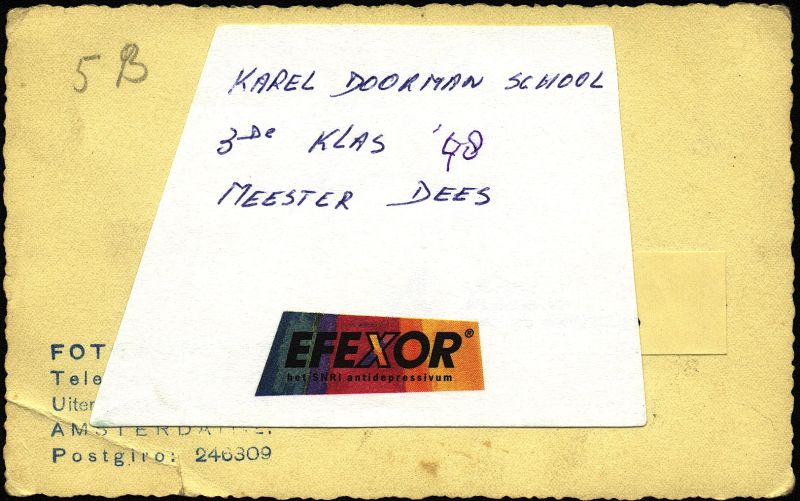 5B
KAREL DOORMAN SCHOOL
3De KLAS '48
MEESTER DEES
EFEXOR®
het SNRI antidepressivum
FOT
Tele
Uiter
AMSTERDAM
Postgiro: 246309